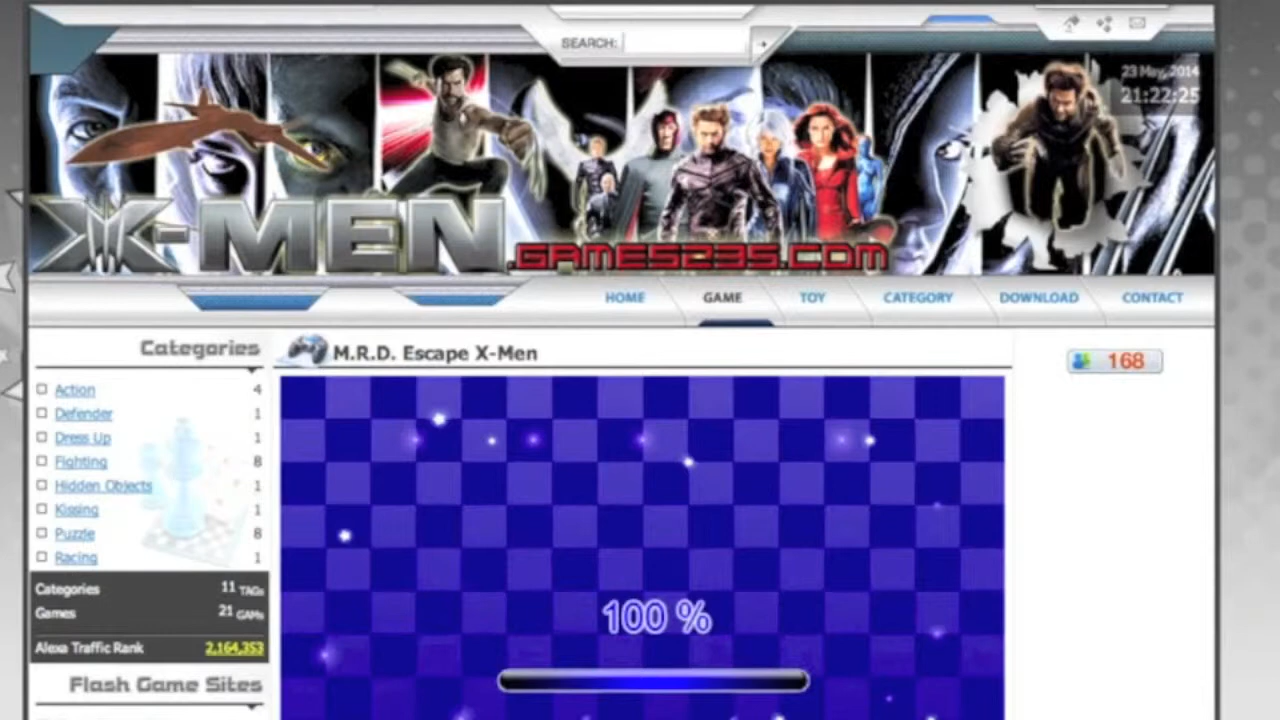 SEARCH:
23 May, 2014
21:22:25
X-MEN
.GAMES235.COM
HOME GAME TOY CATEGORY DOWNLOAD CONTACT
Categories
M.R.D. Escape X-Men
168
Action 4
Defender 1
Dress Up 1
Fighting 8
Hidden Objects 1
Kissing 1
Puzzle 8
Racing 1
Categories 11 TAGs
Games 21 GAMs
Alexa Traffic Rank 2,164,353
Flash Game Sites
100 %